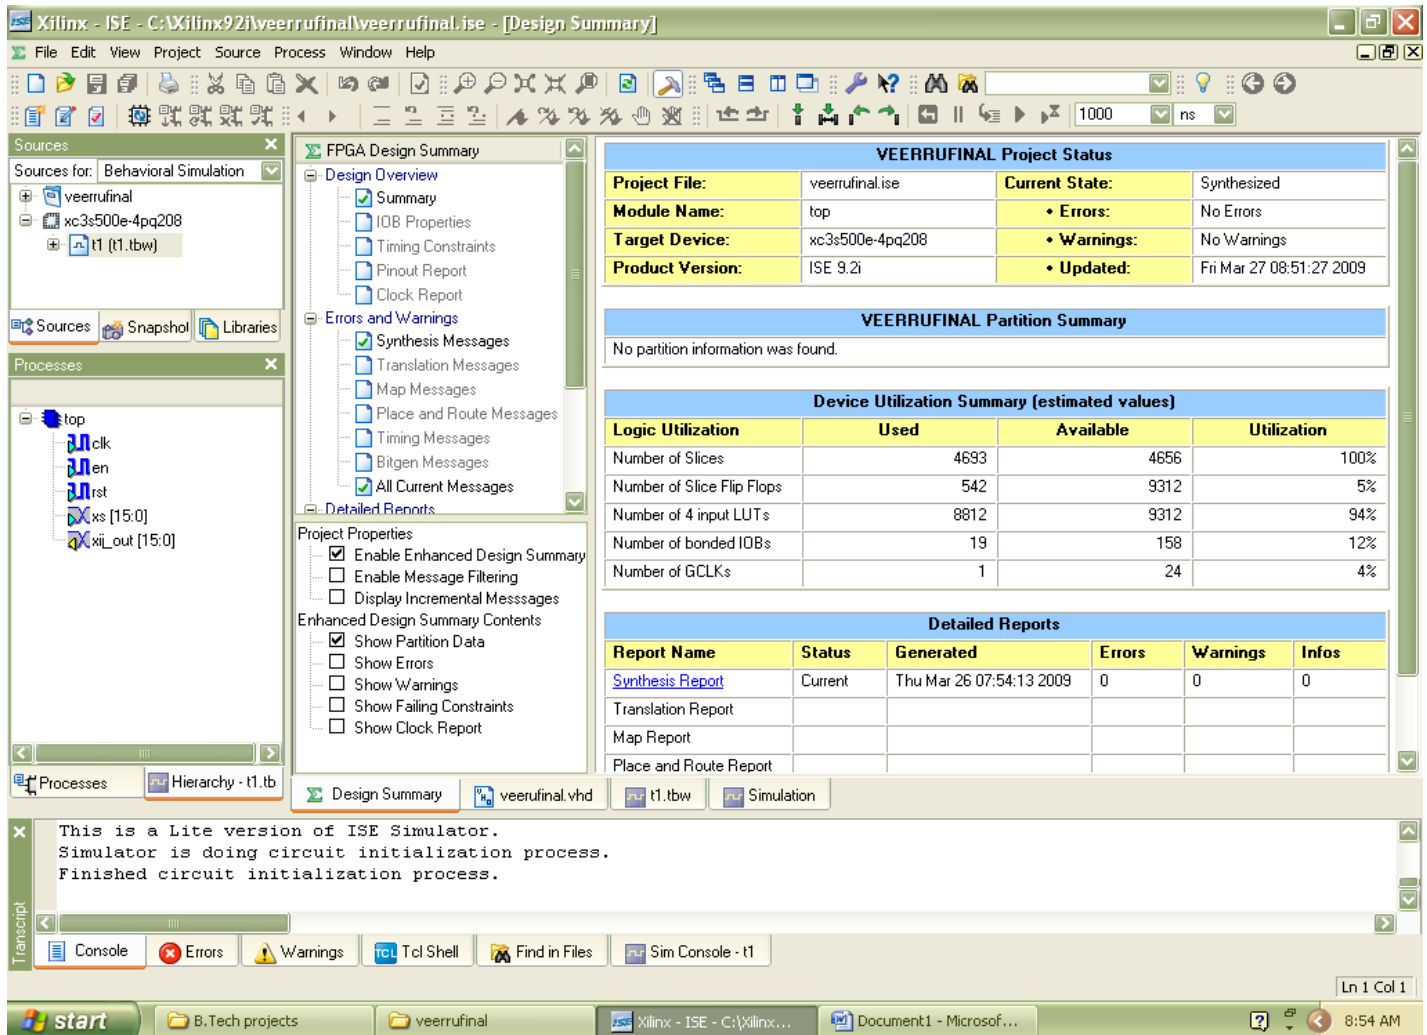 Xilinx - ISE - C:\Xilinx92i\veerrufinal\veerrufinal.ise - [Design Summary]
File Edit View Project Source Process Window Help
1000 ns
Sources
Sources for: Behavioral Simulation
veerrufinal
xc3s500e-4pq208
t1 (t1.tbw)
Sources Snapshot Libraries
Processes
top
clk
en
rst
xs [15:0]
xij_out [15:0]
Processes Hierarchy - t1.tb
FPGA Design Summary
Design Overview
Summary
IOB Properties
Timing Constraints
Pinout Report
Clock Report
Errors and Warnings
Synthesis Messages
Translation Messages
Map Messages
Place and Route Messages
Timing Messages
Bitgen Messages
All Current Messages
Detailed Reports
Project Properties
Enable Enhanced Design Summary
Enable Message Filtering
Display Incremental Messsages
Enhanced Design Summary Contents
Show Partition Data
Show Errors
Show Warnings
Show Failing Constraints
Show Clock Report
VEERRUFINAL Project Status
Project File: veerrufinal.ise Current State: Synthesized
Module Name: top • Errors: No Errors
Target Device: xc3s500e-4pq208 • Warnings: No Warnings
Product Version: ISE 9.2i • Updated: Fri Mar 27 08:51:27 2009
VEERRUFINAL Partition Summary
No partition information was found.
Device Utilization Summary (estimated values)
Logic Utilization Used Available Utilization
Number of Slices 4693 4656 100%
Number of Slice Flip Flops 542 9312 5%
Number of 4 input LUTs 8812 9312 94%
Number of bonded IOBs 19 158 12%
Number of GCLKs 1 24 4%
Detailed Reports
Report Name Status Generated Errors Warnings Infos
Synthesis Report Current Thu Mar 26 07:54:13 2009 0 0 0
Translation Report
Map Report
Place and Route Report
Design Summary veerrufinal.vhd t1.tbw Simulation
This is a Lite version of ISE Simulator.
Simulator is doing circuit initialization process.
Finished circuit initialization process.
Transcript
Console Errors Warnings Tcl Shell Find in Files Sim Console - t1
Ln 1 Col 1
start B.Tech projects veerrufinal Xilinx - ISE - C:\Xilinx... Document1 - Microsof... 8:54 AM